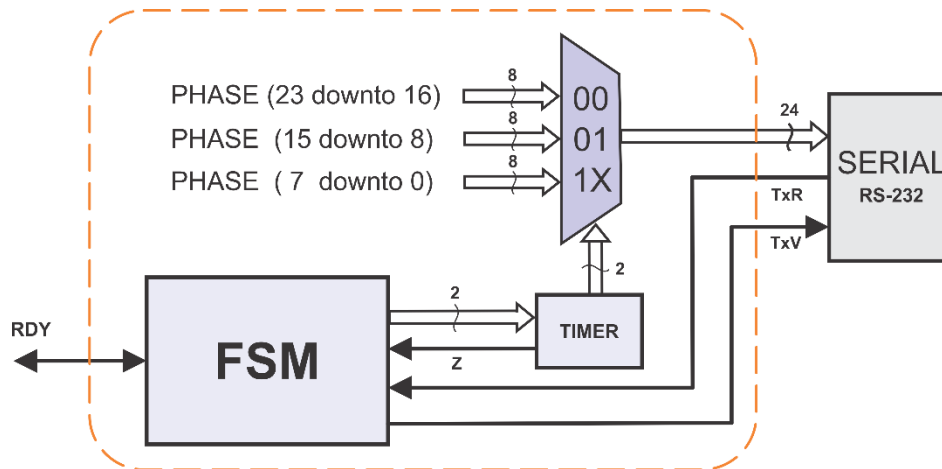 8
PHASE (23 downto 16)
00
8
PHASE (15 downto 8)
01
24
8
PHASE ( 7 downto 0)
1X
SERIAL
RS-232
TxR
TxV
2
2
TIMER
RDY
FSM
Z